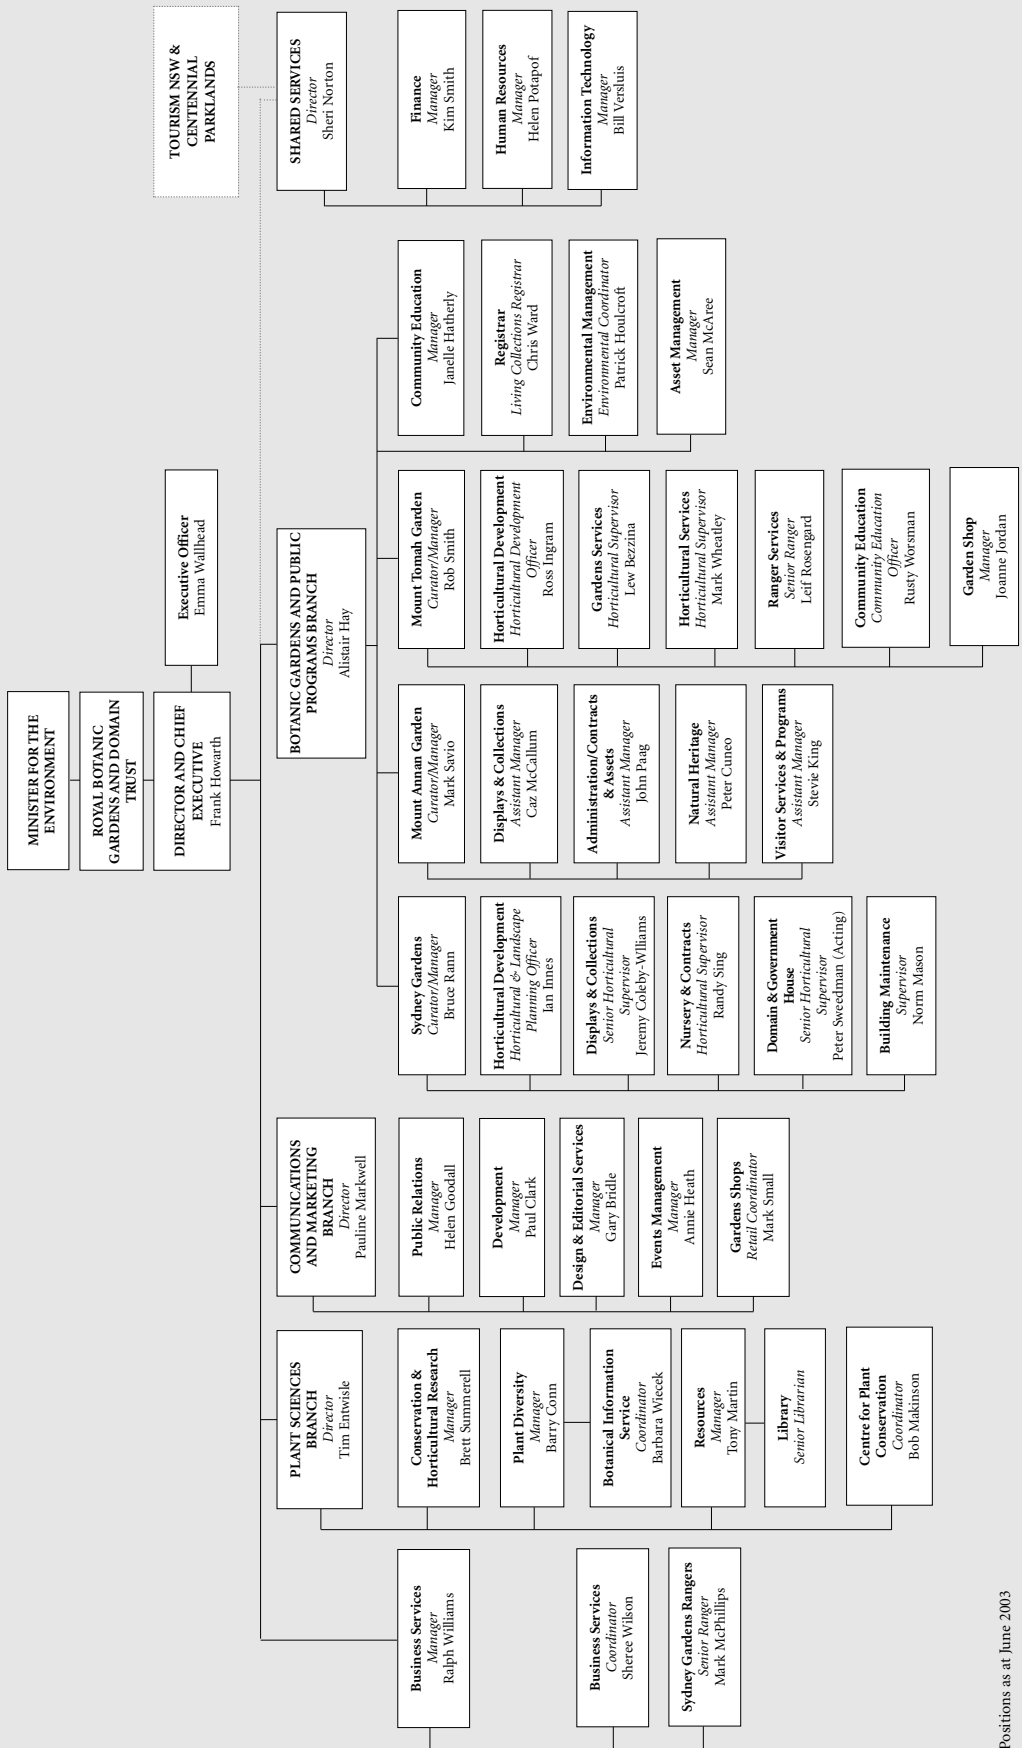 MINISTER FOR THE
ENVIRONMENT
ROYAL BOTANIC
GARDENS AND DOMAIN
TRUST
DIRECTOR AND CHIEF
EXECUTIVE
Frank Howarth
Executive Officer
Emma Wallhead
TOURISM NSW &
CENTENNIAL
PARKLANDS
Business Services
Manager
Ralph Williams
Business Services
Coordinator
Sheree Wilson
Sydney Gardens Rangers
Senior Ranger
Mark McPhillips
PLANT SCIENCES
BRANCH
Director
Tim Entwisle
Conservation &
Horticultural Research
Manager
Brett Summerell
Plant Diversity
Manager
Barry Conn
Botanical Information
Service
Coordinator
Barbara Wiecek
Resources
Manager
Tony Martin
Library
Senior Librarian
Centre for Plant
Conservation
Coordinator
Bob Makinson
COMMUNICATIONS
AND MARKETING
BRANCH
Director
Pauline Markwell
Public Relations
Manager
Helen Goodall
Development
Manager
Paul Clark
Design & Editorial Services
Manager
Gary Bridle
Events Management
Manager
Annie Heath
Gardens Shops
Retail Coordinator
Mark Small
BOTANIC GARDENS AND PUBLIC
PROGRAMS BRANCH
Director
Alistair Hay
Sydney Gardens
Curator/Manager
Bruce Rann
Horticultural Development
Horticultural & Landscape
Planning Officer
Ian Innes
Displays & Collections
Senior Horticultural
Supervisor
Jeremy Coleby-WIliams
Nursery & Contracts
Horticultural Supervisor
Randy Sing
Domain & Government
House
Senior Horticultural
Supervisor
Peter Sweedman (Acting)
Building Maintenance
Supervisor
Norm Mason
Mount Annan Garden
Curator/Manager
Mark Savio
Displays & Collections
Assistant Manager
Caz McCallum
Administration/Contracts
& Assets
Assistant Manager
John Paag
Natural Heritage
Assistant Manager
Peter Cuneo
Visitor Services & Programs
Assistant Manager
Stevie King
Mount Tomah Garden
Curator/Manager
Rob Smith
Horticultural Development
Horticultural Development
Officer
Ross Ingram
Gardens Services
Horticultural Supervisor
Lew Bezzina
Horticultural Services
Horticultural Supervisor
Mark Wheatley
Ranger Services
Senior Ranger
Leif Rosengard
Community Education
Community Education
Officer
Rusty Worsman
Garden Shop
Manager
Joanne Jordan
Community Education
Manager
Janelle Hatherly
Registrar
Living Collections Registrar
Chris Ward
Environmental Management
Environmental Coordinator
Patrick Houlcroft
Asset Management
Manager
Sean McAree
SHARED SERVICES
Director
Sheri Norton
Finance
Manager
Kim Smith
Human Resources
Manager
Helen Potapof
Information Technology
Manager
Bill Versluis
Positions as at June 2003